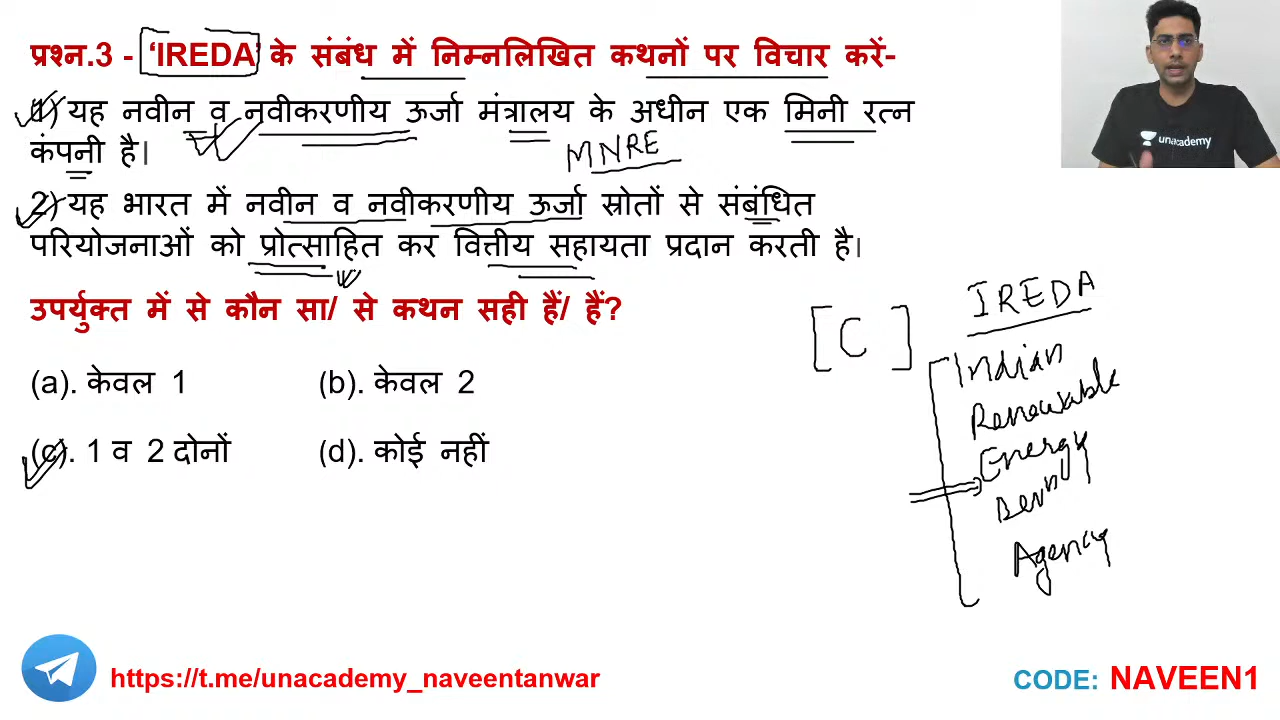 प्रश्न.3 - 'IREDA' के संबंध में निम्नलिखित कथनों पर विचार करें-
1) यह नवीन व नवीकरणीय ऊर्जा मंत्रालय के अधीन एक मिनी रत्न
कंपनी है।
MNRE
2) यह भारत में नवीन व नवीकरणीय ऊर्जा स्रोतों से संबंधित
परियोजनाओं को प्रोत्साहित कर वित्तीय सहायता प्रदान करती है।
उपर्युक्त में से कौन सा/ से कथन सही हैं/ हैं?
(a). केवल 1
(b). केवल 2
(c). 1 व 2 दोनों
(d). कोई नहीं
[C]
IREDA
Indian
Renewable
Energy
Agency
unacademy
https://t.me/unacademy_naveentanwar
CODE: NAVEEN1